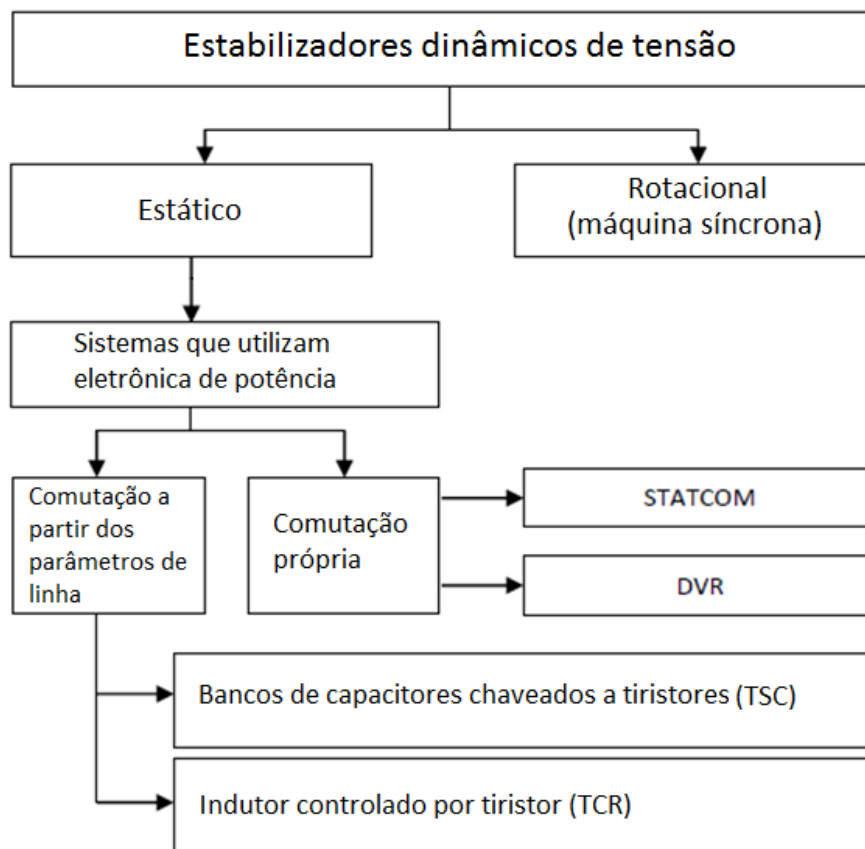 Estabilizadores dinâmicos de tensão
Estático
Rotacional
(máquina síncrona)
Sistemas que utilizam
eletrônica de potência
Comutação a
partir dos
parâmetros de
linha
Comutação
própria
STATCOM
DVR
Bancos de capacitores chaveados a tiristores (TSC)
Indutor controlado por tiristor (TCR)